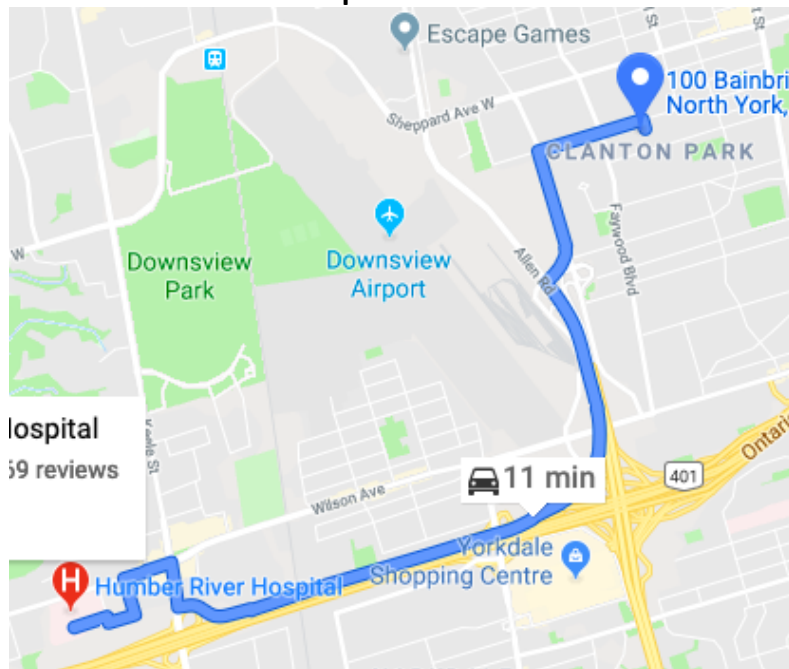 Escape Games
100 Bainbri
North York,
Sheppard Ave W
CLANTON PARK
Faywood Blvd
W
Downsview
Park
Downsview
Airport
Allen Rd
Hospital
69 reviews
Keele St
11 min
401
Ontario
Wilson Ave
Yorkdale
Shopping Centre
H
Humber River Hospital